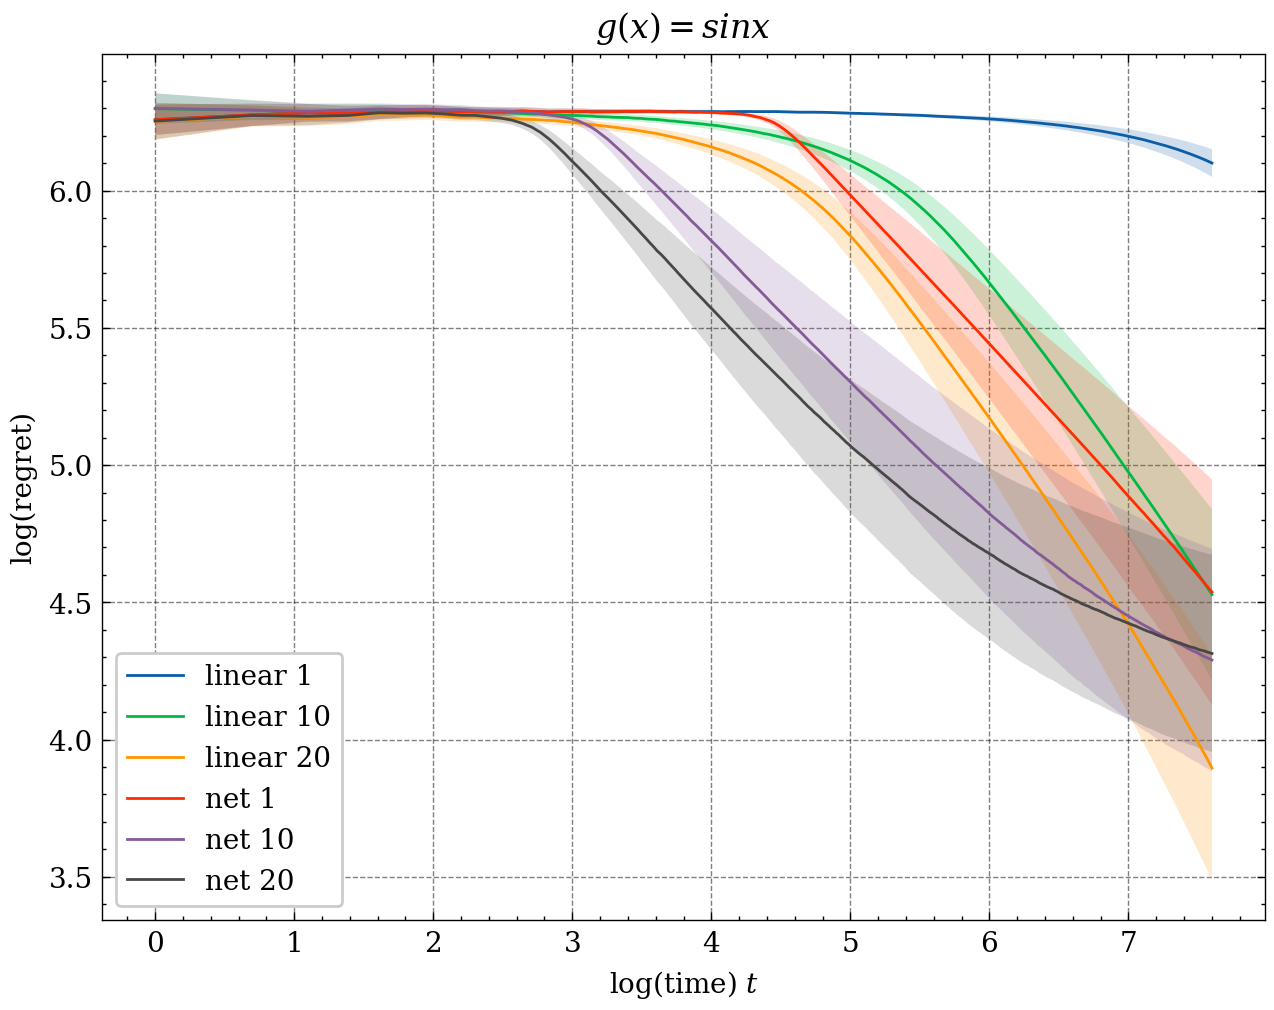 g(x) = sinx
log(regret)
6.0
5.5
5.0
4.5
4.0
3.5
linear 1
linear 10
linear 20
net 1
net 10
net 20
0 1 2 3 4 5 6 7
log(time) t